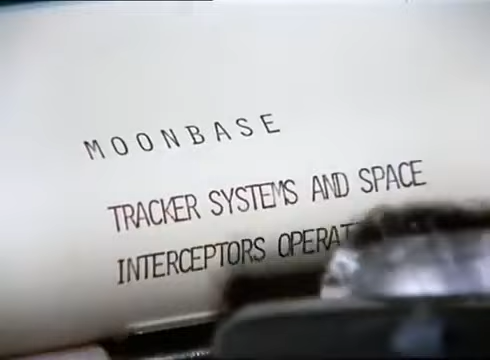 MOONBASE
TRACKER SYSTEMS AND SPACE
INTERCEPTORS OPERAT